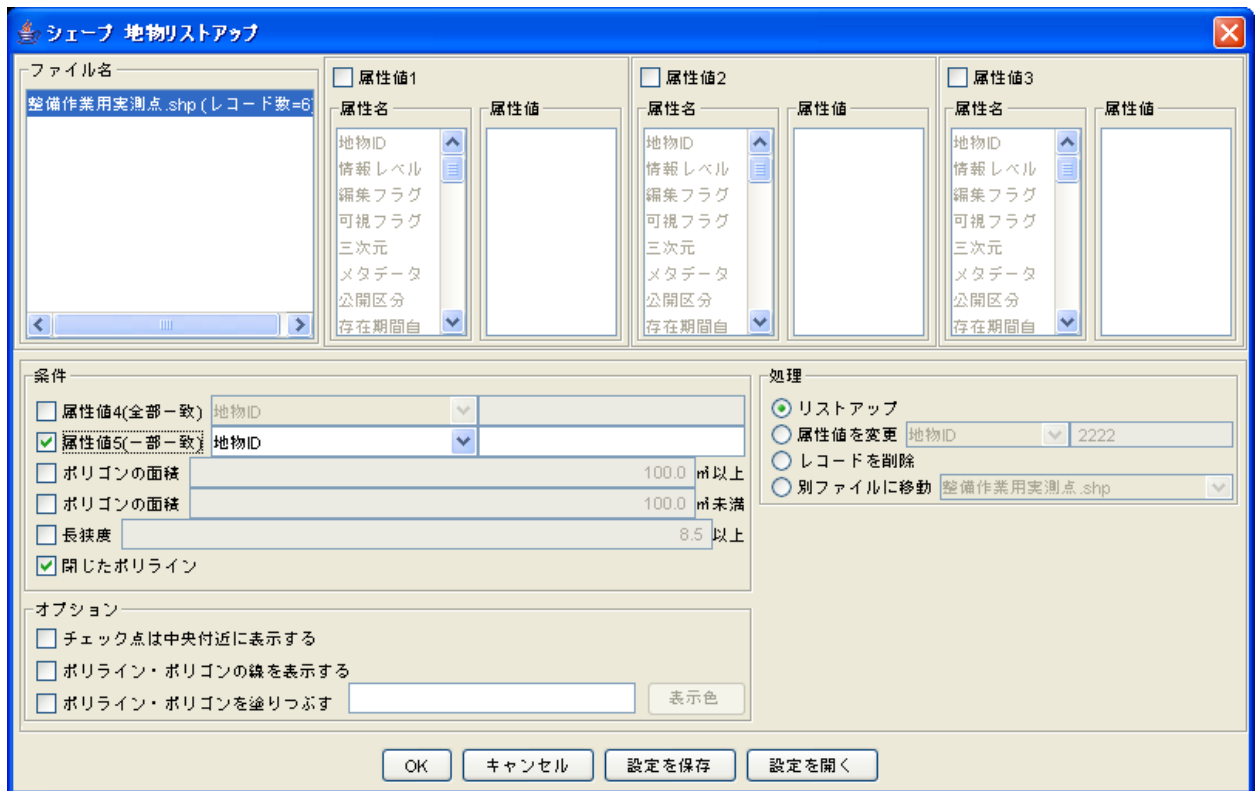 シェープ 地物リストアップ
ファイル名
整備作業用実測点.shp (レコード数=6
属性値1
属性名
属性値
地物ID
情報レベル
編集フラグ
可視フラグ
三次元
メタデータ
公開区分
存在期間自
属性値2
属性名
属性値
地物ID
情報レベル
編集フラグ
可視フラグ
三次元
メタデータ
公開区分
存在期間自
属性値3
属性名
属性値
地物ID
情報レベル
編集フラグ
可視フラグ
三次元
メタデータ
公開区分
存在期間自
条件
属性値4(全部一致) 地物ID
属性値5(一部一致) 地物ID
ポリゴンの面積 100.0 ㎡以上
ポリゴンの面積 100.0 ㎡未満
長狭度 8.5 以上
閉じたポリライン
処理
リストアップ
属性値を変更 地物ID 2222
レコードを削除
別ファイルに移動 整備作業用実測点.shp
オプション
チェック点は中央付近に表示する
ポリライン・ポリゴンの線を表示する
ポリライン・ポリゴンを塗りつぶす 表示色
OK キャンセル 設定を保存 設定を開く